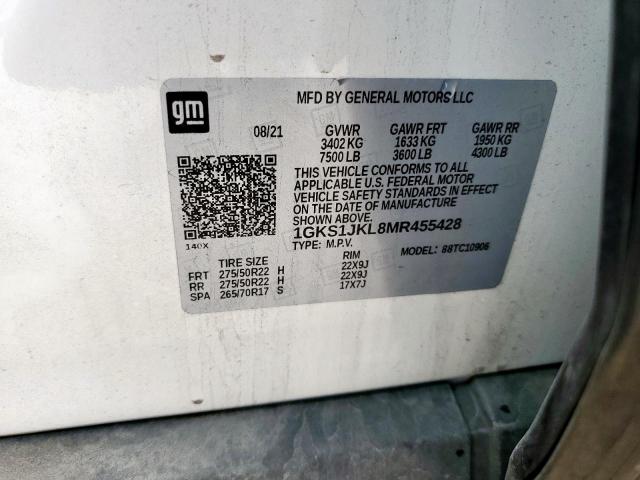 gm
MFD BY GENERAL MOTORS LLC
08/21 GVWR GAWR FRT GAWR RR
3402 KG 1633 KG 1950 KG
7500 LB 3600 LB 4300 LB
THIS VEHICLE CONFORMS TO ALL
APPLICABLE U.S. FEDERAL MOTOR
VEHICLE SAFETY STANDARDS IN EFFECT
ON THE DATE OF MANUFACTURE
SHOWN ABOVE.
1GKS1JKL8MR455428
140X TYPE: M.P.V. MODEL: 88TC10906
TIRE SIZE RIM
FRT 275/50R22 H 22X9J
RR 275/50R22 H 22X9J
SPA 265/70R17 S 17X7J